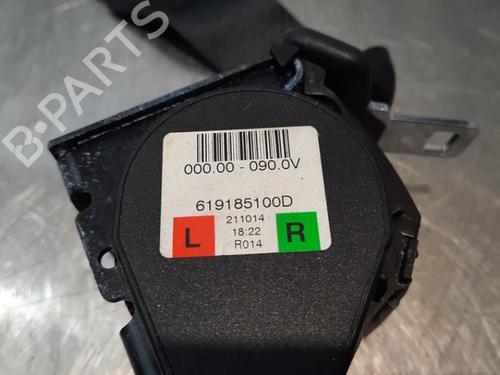 B-PARTS
000.00 - 090.0V
619185100D
L
211014
18:22
R014
R